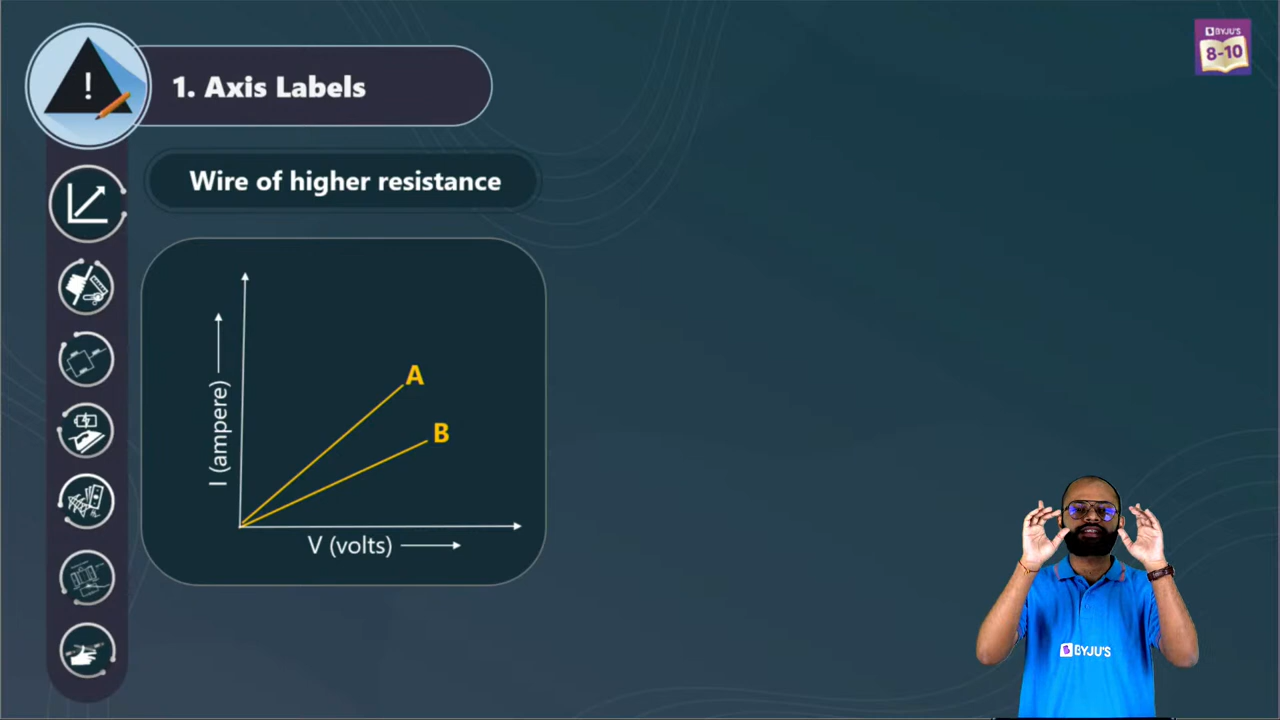 BYJU'S
8-10
1. Axis Labels
!
Wire of higher resistance
A
B
I (ampere)
V (volts)
BYJU'S